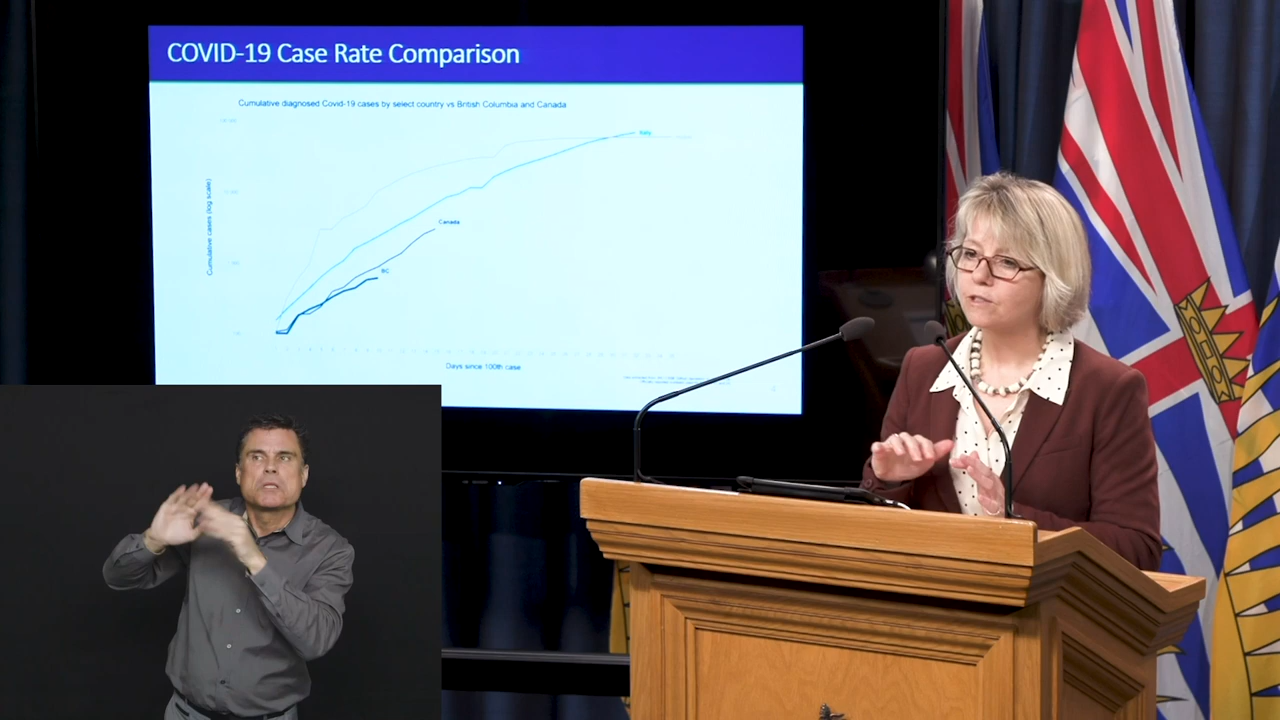 COVID-19 Case Rate Comparison
Cumulative diagnosed Covid-19 cases by select country vs British Columbia and Canada
Italy
Cumulative cases (log scale)
Canada
BC
Days since 100th case